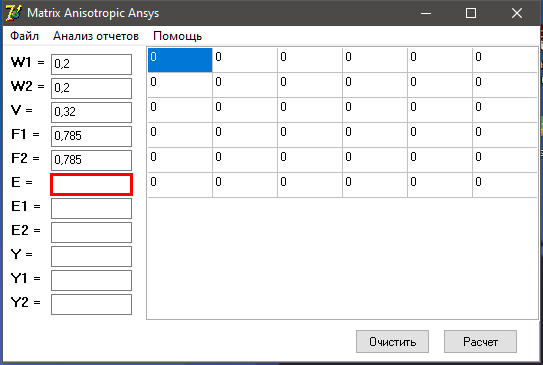 Matrix Anisotropic Ansys
Файл Анализ отчетов Помощь
W1 = 0,2
W2 = 0,2
V = 0,32
F1 = 0,785
F2 = 0,785
E =
E1 =
E2 =
Y =
Y1 =
Y2 =
0 0 0 0 0 0
0 0 0 0 0 0
0 0 0 0 0 0
0 0 0 0 0 0
0 0 0 0 0 0
0 0 0 0 0 0
Очистить Расчет